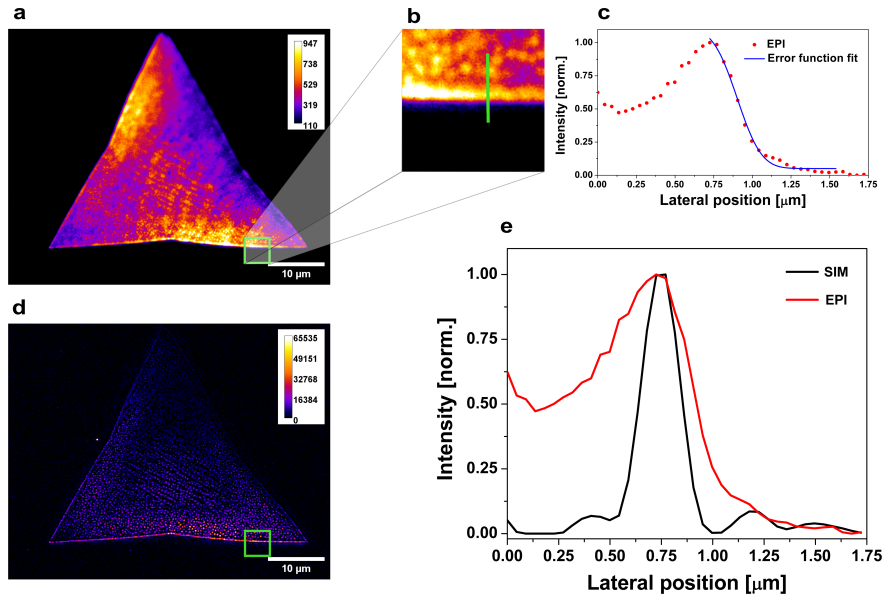 a
947
738
529
319
110
10 µm
b
c
EPI
Error function fit
Intensity [norm.]
1.00
0.75
0.50
0.25
0.00
0.0 0.25 0.50 0.75 1.00 1.25 1.50 1.75
Lateral position [µm]
d
65535
49151
32768
16384
0
10 µm
e
SIM
EPI
Intensity [norm.]
1.00
0.75
0.50
0.25
0.00
0.00 0.25 0.50 0.75 1.00 1.25 1.50 1.75
Lateral position [µm]